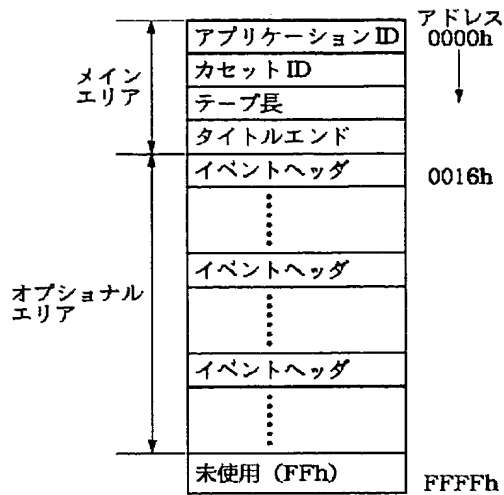 アドレス
アプリケーションID
0000h
カセットID
メイン
エリア
テープ長
タイトルエンド
イベントヘッダ
0016h
イベントヘッダ
オプショナル
エリア
イベントヘッダ
未使用 (FFh)
FFFFh